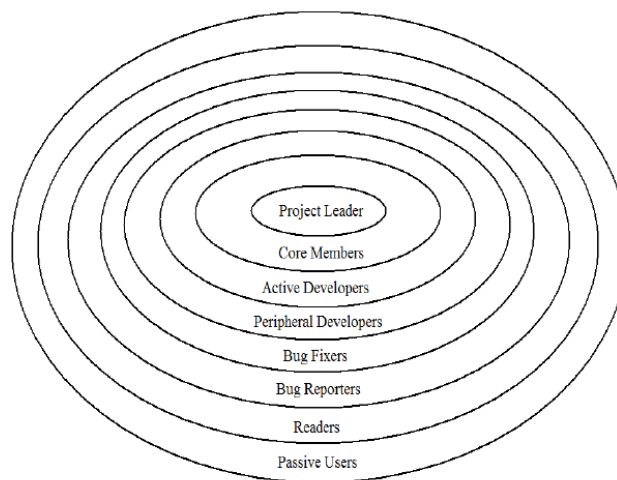 Project Leader
Core Members
Active Developers
Peripheral Developers
Bug Fixers
Bug Reporters
Readers
Passive Users